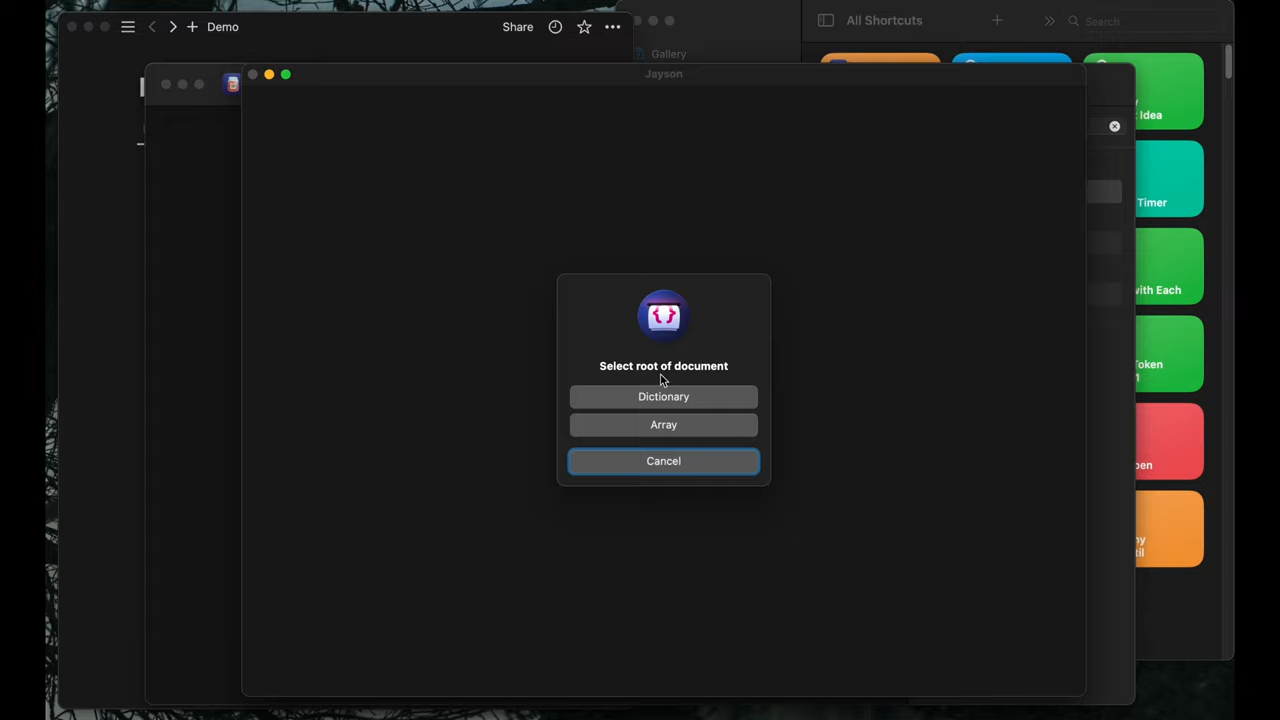 Demo
Share
All Shortcuts
Search
Gallery
Jayson
Idea
Timer
with Each
Token
1
Select root of document
Dictionary
Array
Cancel